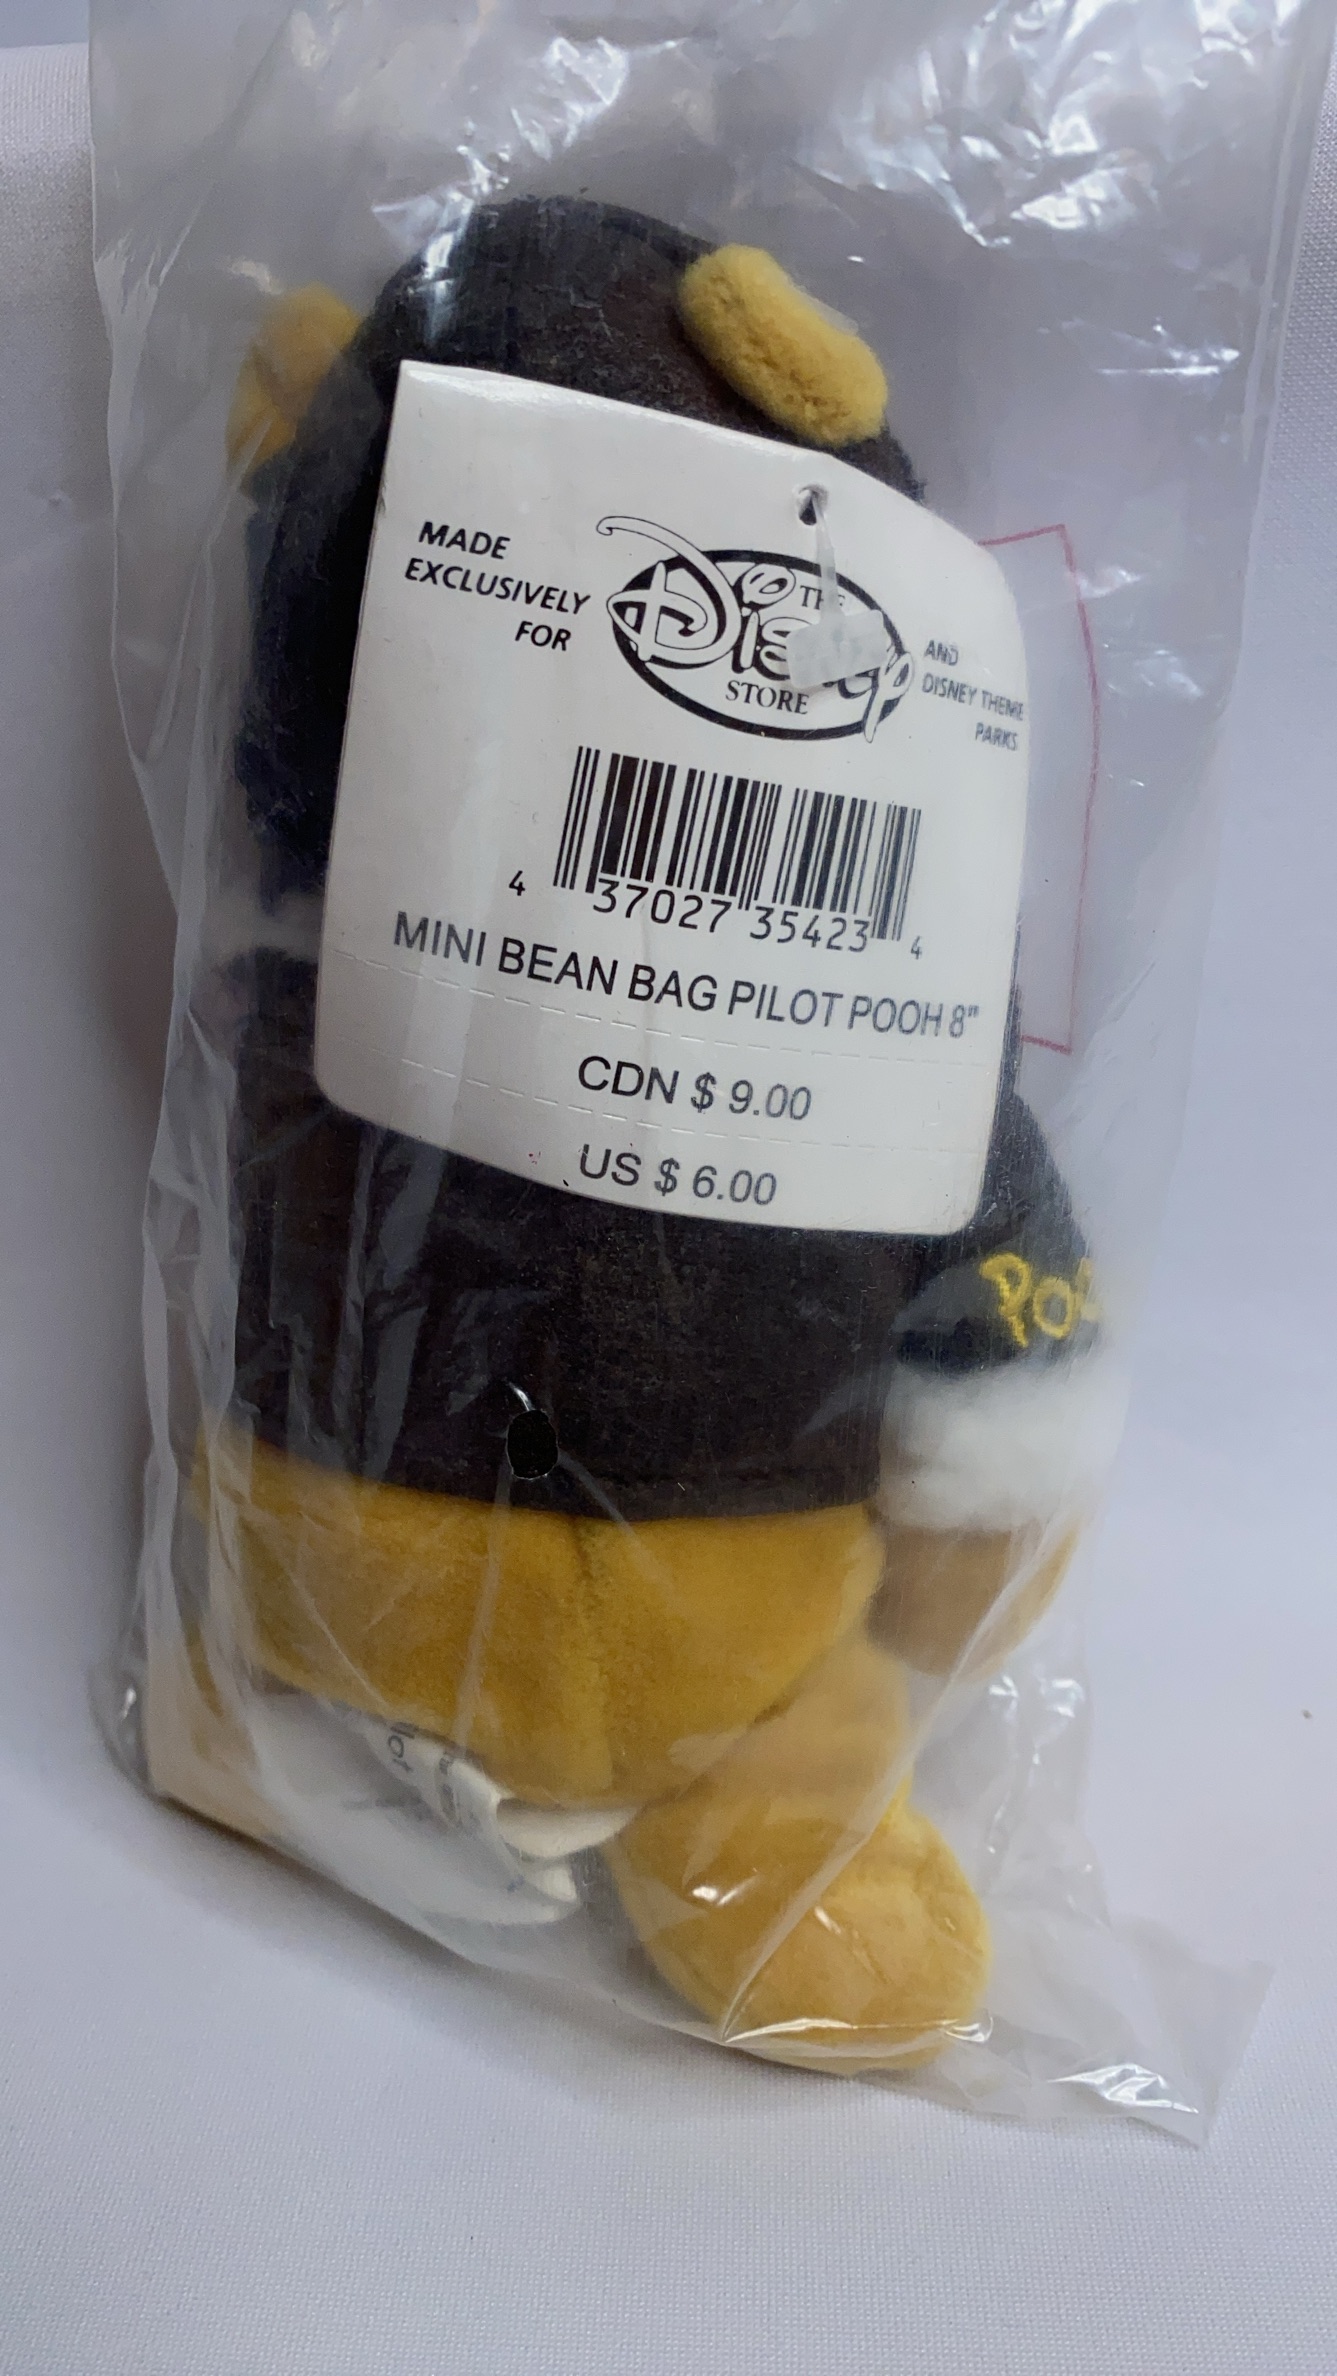 MADE
EXCLUSIVELY
FOR
THE
Disney
STORE
AND
DISNEY THEME
PARKS
4 37027 35423 4
MINI BEAN BAG PILOT POOH 8"
CDN $ 9.00
US $ 6.00